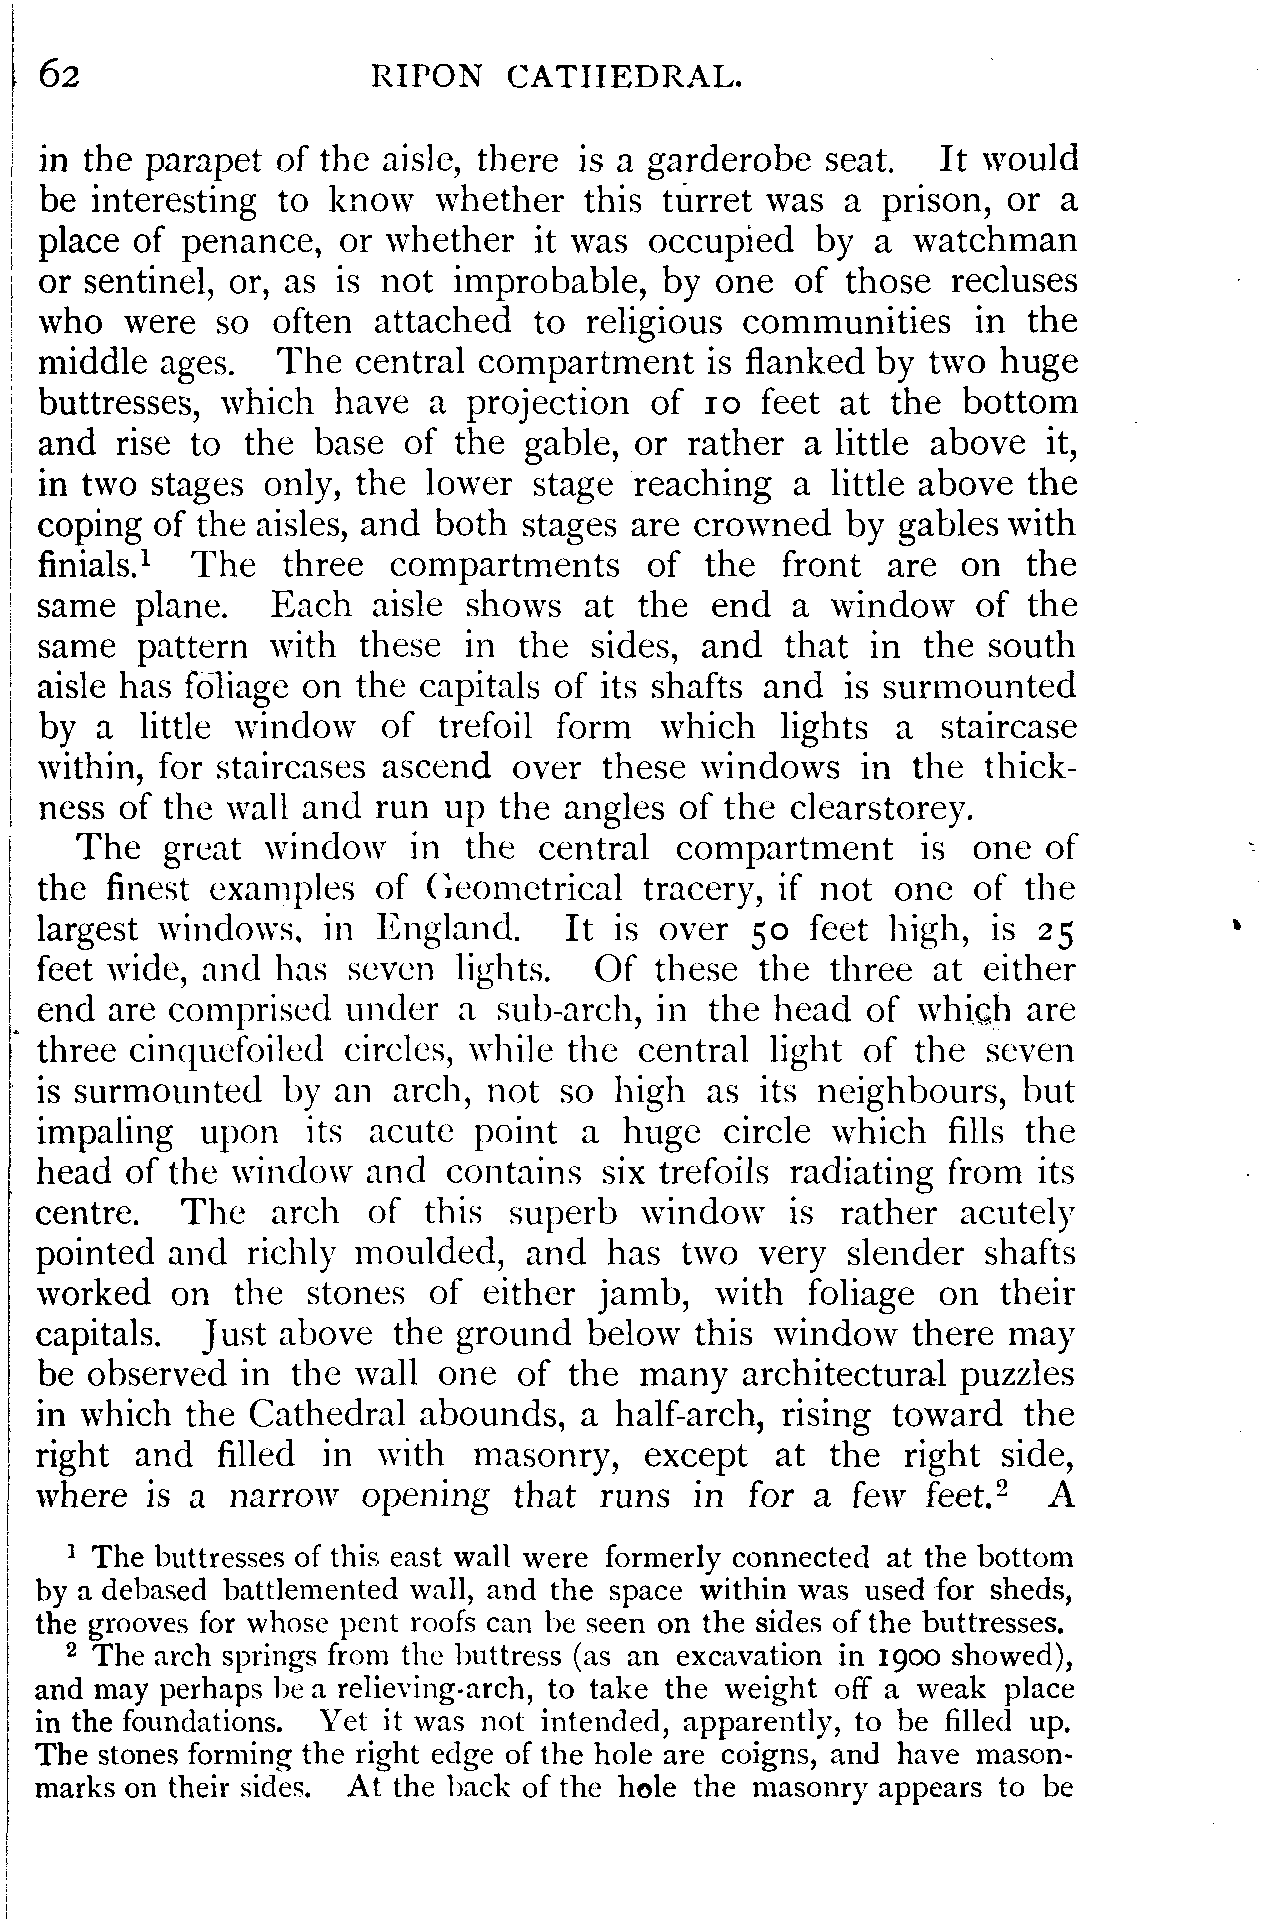 62 RIPON CATHEDRAL.
in the parapet of the aisle, there is a garderobe seat. It would
be interesting to know whether this turret was a prison, or a
place of penance, or whether it was occupied by a watchman
or sentinel, or, as is not improbable, by one of those recluses
who were so often attached to religious communities in the
middle ages. The central compartment is flanked by two huge
buttresses, which have a projection of 10 feet at the bottom
and rise to the base of the gable, or rather a little above it,
in two stages only, the lower stage reaching a little above the
coping of the aisles, and both stages are crowned by gables with
finials.¹ The three compartments of the front are on the
same plane. Each aisle shows at the end a window of the
same pattern with these in the sides, and that in the south
aisle has foliage on the capitals of its shafts and is surmounted
by a little window of trefoil form which lights a staircase
within, for staircases ascend over these windows in the thick-
ness of the wall and run up the angles of the clearstorey.
The great window in the central compartment is one of
the finest examples of Geometrical tracery, if not one of the
largest windows, in England. It is over 50 feet high, is 25
feet wide, and has seven lights. Of these the three at either
end are comprised under a sub-arch, in the head of which are
three cinquefoiled circles, while the central light of the seven
is surmounted by an arch, not so high as its neighbours, but
impaling upon its acute point a huge circle which fills the
head of the window and contains six trefoils radiating from its
centre. The arch of this superb window is rather acutely
pointed and richly moulded, and has two very slender shafts
worked on the stones of either jamb, with foliage on their
capitals. Just above the ground below this window there may
be observed in the wall one of the many architectural puzzles
in which the Cathedral abounds, a half-arch, rising toward the
right and filled in with masonry, except at the right side,
where is a narrow opening that runs in for a few feet.² A
¹ The buttresses of this east wall were formerly connected at the bottom
by a debased battlemented wall, and the space within was used for sheds,
the grooves for whose pent roofs can be seen on the sides of the buttresses.
² The arch springs from the buttress (as an excavation in 1900 showed),
and may perhaps be a relieving-arch, to take the weight off a weak place
in the foundations. Yet it was not intended, apparently, to be filled up.
The stones forming the right edge of the hole are coigns, and have mason-
marks on their sides. At the back of the hole the masonry appears to be